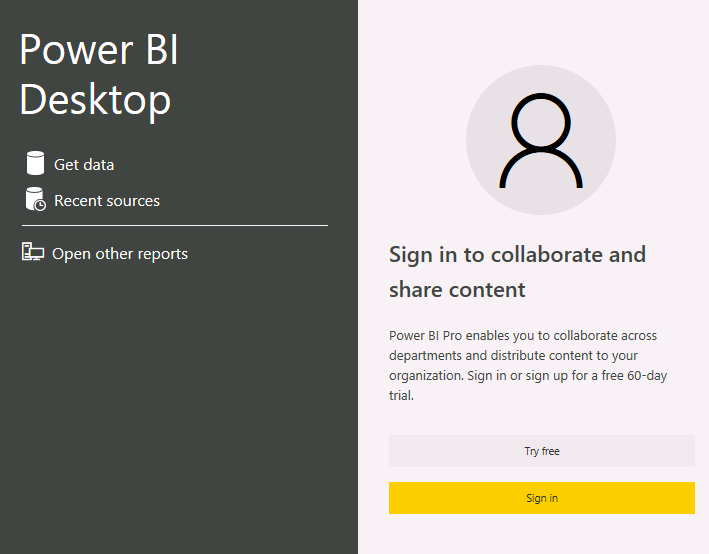 Power BI
Desktop
Get data
Recent sources
Open other reports
Sign in to collaborate and
share content
Power BI Pro enables you to collaborate across
departments and distribute content to your
organization. Sign in or sign up for a free 60-day
trial.
Try free
Sign in